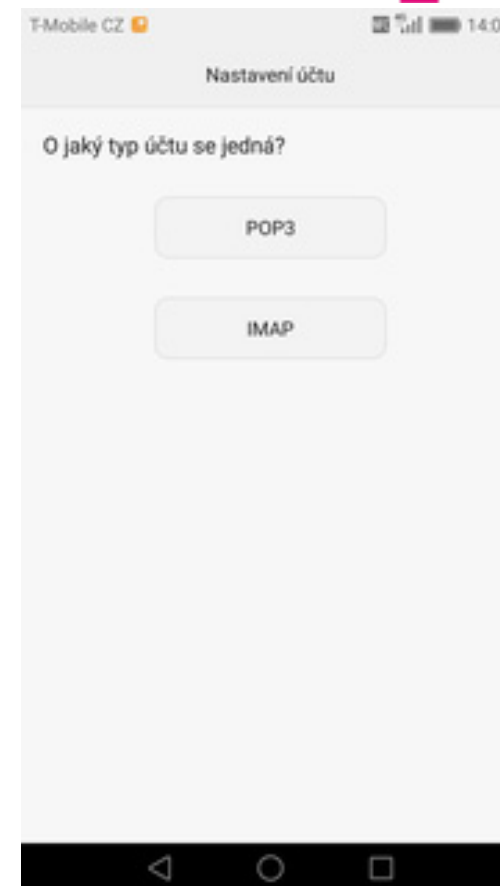 T-Mobile CZ 14:0
Nastavení účtu
O jaký typ účtu se jedná?
POP3
IMAP